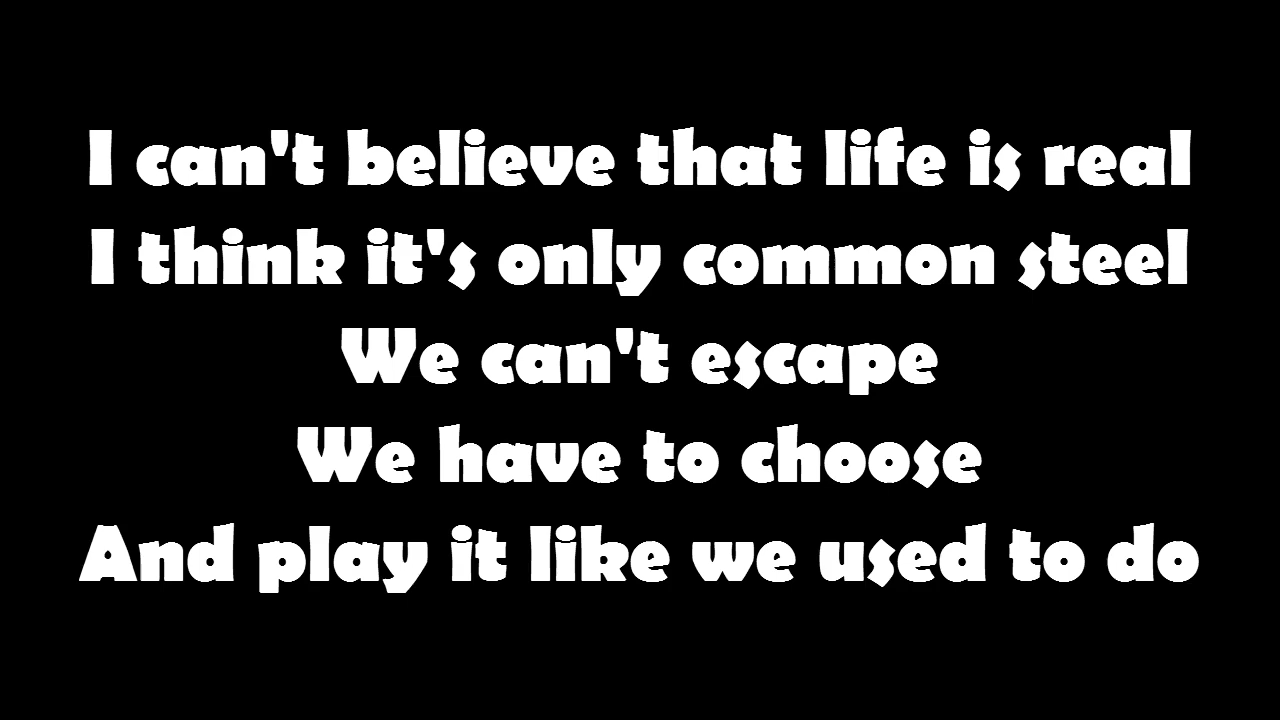 I can't believe that life is real
I think it's only common steel
We can't escape
We have to choose
And play it like we used to do